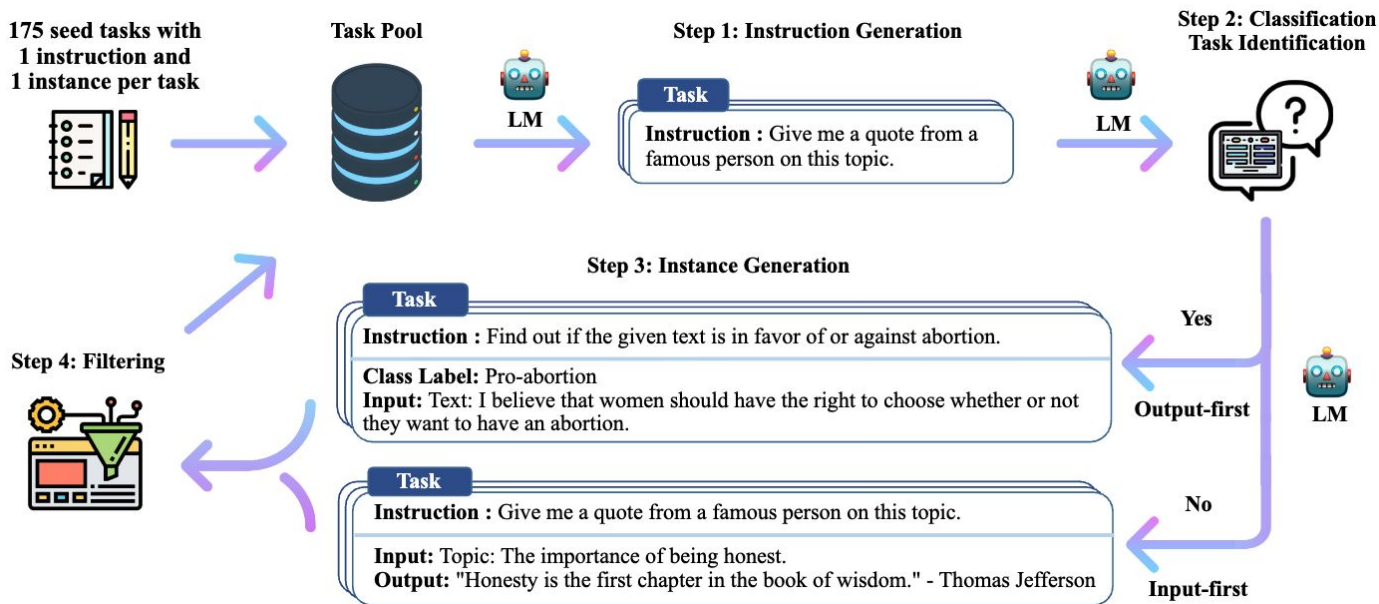 175 seed tasks with
1 instruction and
1 instance per task
Task Pool
LM
Step 1: Instruction Generation
Task
Instruction : Give me a quote from a
famous person on this topic.
LM
Step 2: Classification
Task Identification
?
Step 3: Instance Generation
Task
Instruction : Find out if the given text is in favor of or against abortion.
Class Label: Pro-abortion
Input: Text: I believe that women should have the right to choose whether or not
they want to have an abortion.
Yes
Output-first
LM
Task
Instruction : Give me a quote from a famous person on this topic.
Input: Topic: The importance of being honest.
Output: "Honesty is the first chapter in the book of wisdom." - Thomas Jefferson
No
Input-first
Step 4: Filtering